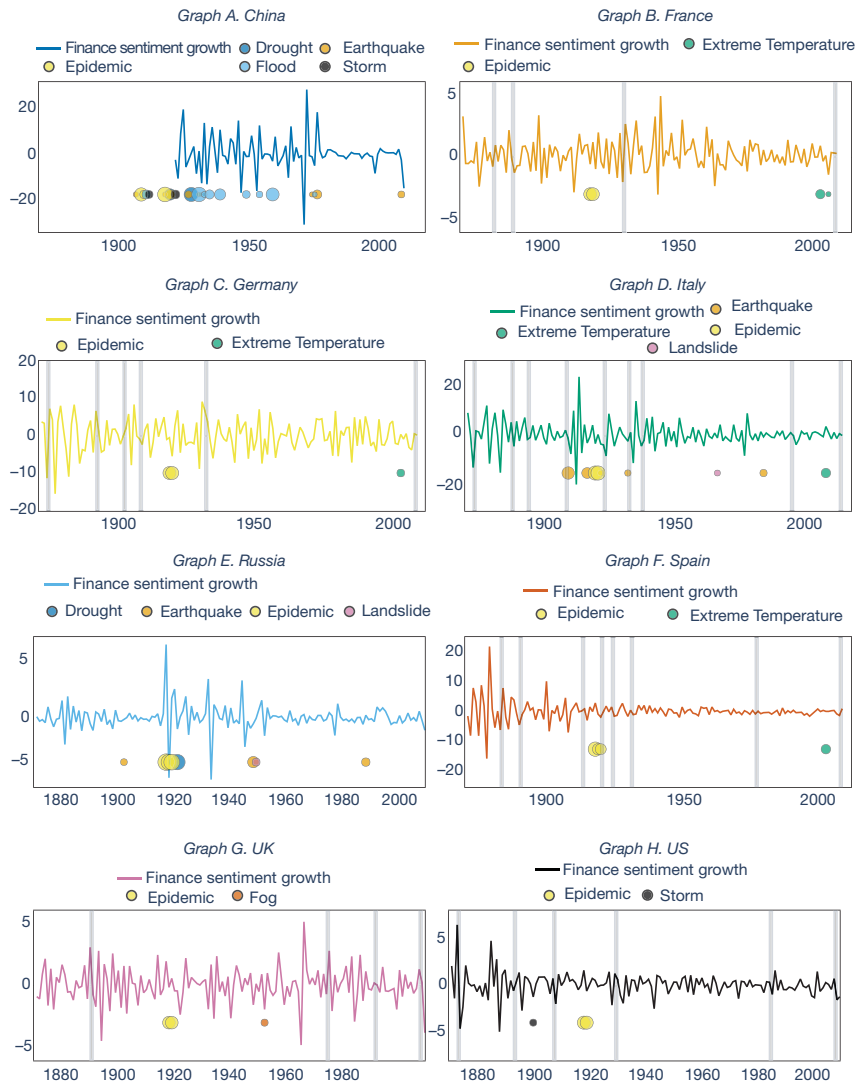 Graph A. China
Finance sentiment growth Drought Earthquake
Epidemic Flood Storm
20
0
−20
1900 1950 2000
Graph B. France
Finance sentiment growth Extreme Temperature
Epidemic
5
0
−5
1900 1950 2000
Graph C. Germany
Finance sentiment growth
Epidemic Extreme Temperature
20
10
0
−10
−20
1900 1950 2000
Graph D. Italy
Finance sentiment growth Earthquake
Extreme Temperature Epidemic
Landslide
20
0
−20
1900 1950 2000
Graph E. Russia
Finance sentiment growth
Drought Earthquake Epidemic Landslide
5
0
−5
1880 1900 1920 1940 1960 1980 2000
Graph F. Spain
Finance sentiment growth
Epidemic Extreme Temperature
20
10
0
−10
−20
1900 1950 2000
Graph G. UK
Finance sentiment growth
Epidemic Fog
5
0
−5
1880 1900 1920 1940 1960 1980
Graph H. US
Finance sentiment growth
Epidemic Storm
5
0
−5
1880 1900 1920 1940 1960 1980 2000